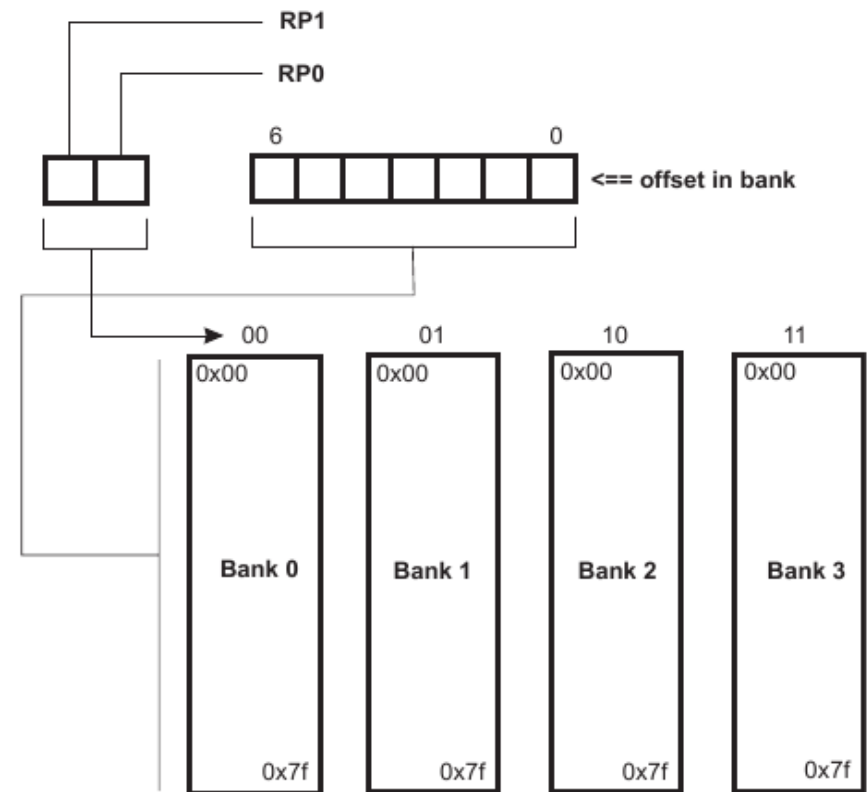 RP1
RP0
6 0
<== offset in bank
00 01 10 11
0x00 0x00 0x00 0x00
Bank 0 Bank 1 Bank 2 Bank 3
0x7f 0x7f 0x7f 0x7f